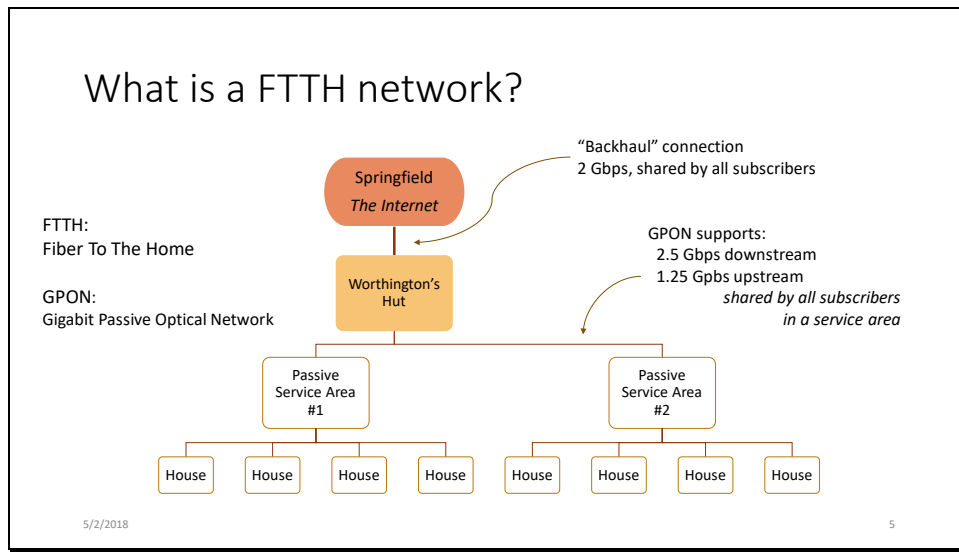 What is a FTTH network?
“Backhaul” connection
2 Gbps, shared by all subscribers
Springfield
The Internet
FTTH:
Fiber To The Home
GPON supports:
2.5 Gbps downstream
1.25 Gpbs upstream
shared by all subscribers
in a service area
Worthington’s
Hut
GPON:
Gigabit Passive Optical Network
Passive
Service Area
#1
Passive
Service Area
#2
House
House
House
House
House
House
House
House
5/2/2018
5